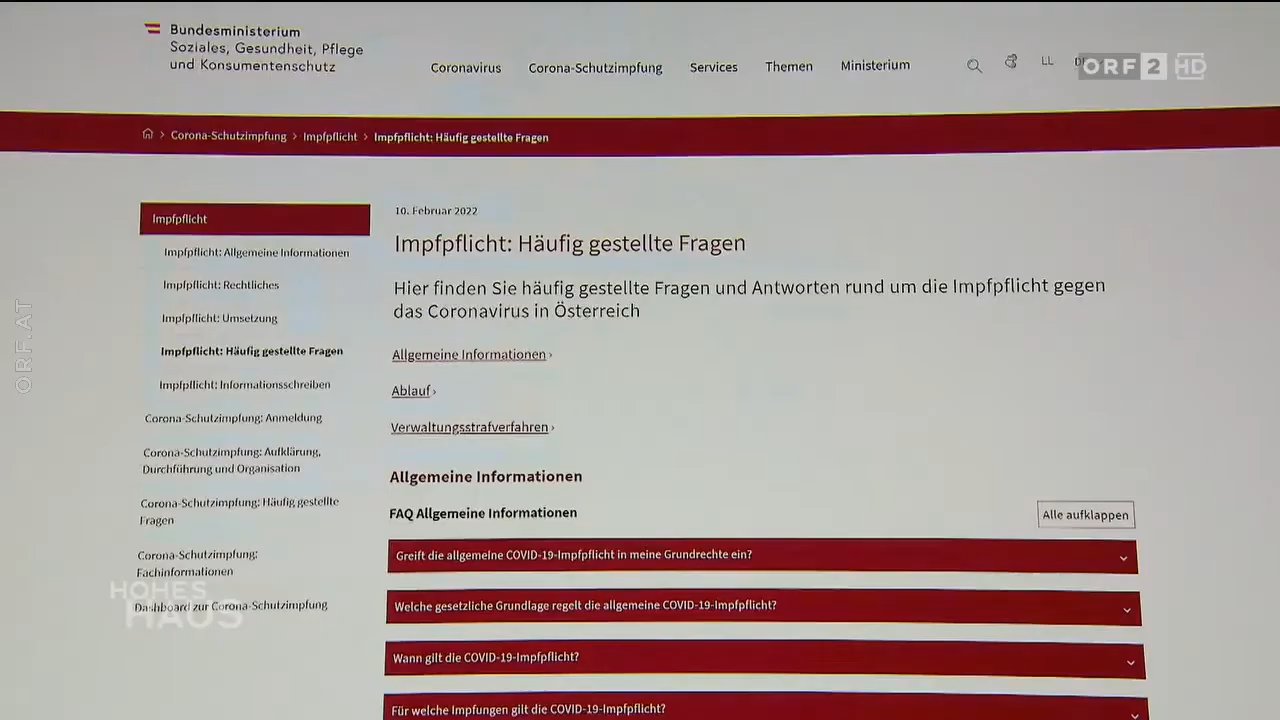 Bundesministerium
Soziales, Gesundheit, Pflege
und Konsumentenschutz
Coronavirus
Corona-Schutzimpfung
Services
Themen
Ministerium
LL
ORF 2 HD
Corona-Schutzimpfung > Impfpflicht > Impfpflicht: Häufig gestellte Fragen
Impfpflicht
Impfpflicht: Allgemeine Informationen
Impfpflicht: Rechtliches
Impfpflicht: Umsetzung
Impfpflicht: Häufig gestellte Fragen
Impfpflicht: Informationsschreiben
Corona-Schutzimpfung: Anmeldung
Corona-Schutzimpfung: Aufklärung,
Durchführung und Organisation
Corona-Schutzimpfung: Häufig gestellte
Fragen
Corona-Schutzimpfung:
Fachinformationen
Dashboard zur Corona-Schutzimpfung
HOHES
HAUS
ORF.AT
10. Februar 2022
Impfpflicht: Häufig gestellte Fragen
Hier finden Sie häufig gestellte Fragen und Antworten rund um die Impfpflicht gegen
das Coronavirus in Österreich
Allgemeine Informationen ›
Ablauf ›
Verwaltungsstrafverfahren ›
Allgemeine Informationen
FAQ Allgemeine Informationen
Alle aufklappen
Greift die allgemeine COVID-19-Impfpflicht in meine Grundrechte ein?
Welche gesetzliche Grundlage regelt die allgemeine COVID-19-Impfpflicht?
Wann gilt die COVID-19-Impfpflicht?
Für welche Impfungen gilt die COVID-19-Impfpflicht?